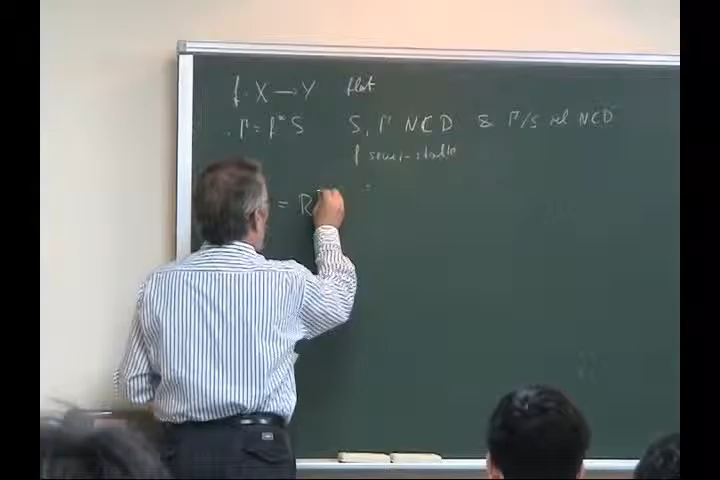 f : X → Y flat
Γ = f* S S, Γ NCD & Γ/S rel NCD
f semi-stable
= R